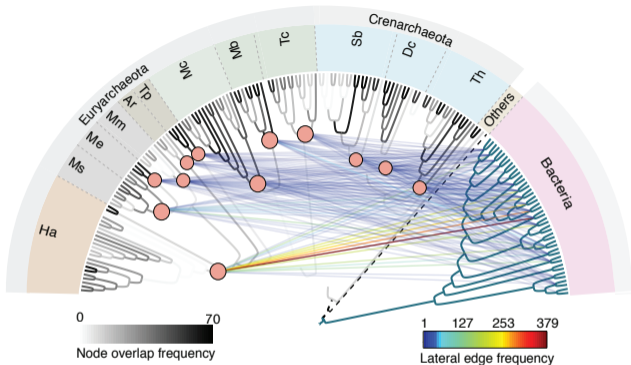 Crenarchaeota
Euryarchaeota
Ha
Ms
Me
Mm
Ar
Tp
Mc
Mb
Tc
Sb
Dc
Th
Others
Bacteria
0 70
Node overlap frequency
1 127 253 379
Lateral edge frequency